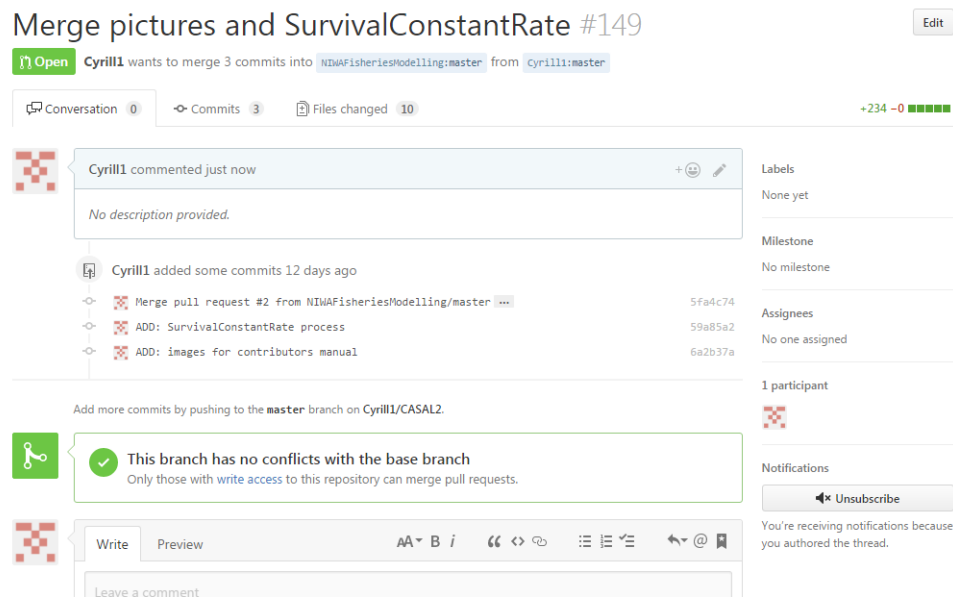 Merge pictures and SurvivalConstantRate #149
Edit
Open Cyrill1 wants to merge 3 commits into NIWAFisheriesModelling:master from Cyrill1:master
Conversation 0 Commits 3 Files changed 10 +234 −0
Cyrill1 commented just now
No description provided.
Cyrill1 added some commits 12 days ago
Merge pull request #2 from NIWAFisheriesModelling/master … 5fa4c74
ADD: SurvivalConstantRate process 59a85a2
ADD: images for contributors manual 6a2b37a
Add more commits by pushing to the master branch on Cyrill1/CASAL2.
This branch has no conflicts with the base branch
Only those with write access to this repository can merge pull requests.
Write Preview AA B i
Leave a comment
Labels
None yet
Milestone
No milestone
Assignees
No one assigned
1 participant
Notifications
Unsubscribe
You're receiving notifications because
you authored the thread.